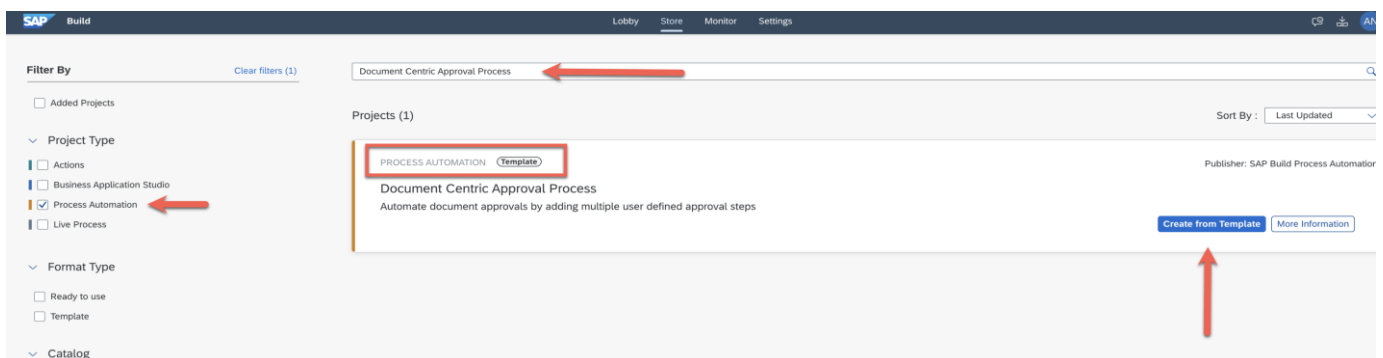 SAP Build Lobby Store Monitor Settings AN
Filter By Clear filters (1)
Added Projects
Project Type
Actions
Business Application Studio
Process Automation
Live Process
Format Type
Ready to use
Template
Catalog
Document Centric Approval Process
Projects (1) Sort By : Last Updated
PROCESS AUTOMATION Template Publisher: SAP Build Process Automation
Document Centric Approval Process
Automate document approvals by adding multiple user defined approval steps
Create from Template More Information